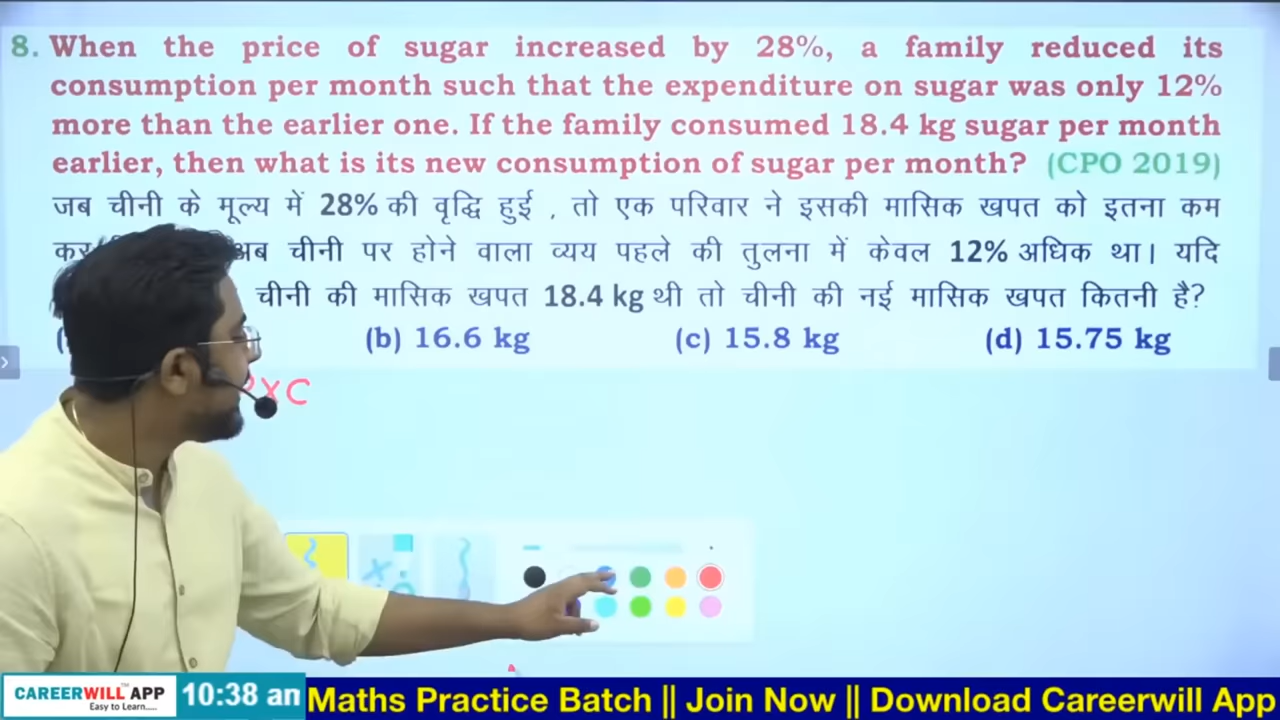 8. When the price of sugar increased by 28%, a family reduced its
consumption per month such that the expenditure on sugar was only 12%
more than the earlier one. If the family consumed 18.4 kg sugar per month
earlier, then what is its new consumption of sugar per month? (CPO 2019)
जब चीनी के मूल्य में 28% की वृद्धि हुई , तो एक परिवार ने इसकी मासिक खपत को इतना कम
अब चीनी पर होने वाला व्यय पहले की तुलना में केवल 12% अधिक था। यदि
चीनी की मासिक खपत 18.4 kg थी तो चीनी की नई मासिक खपत कितनी है?
(b) 16.6 kg (c) 15.8 kg (d) 15.75 kg
×C
CAREERWILL APP
Easy to Learn.....
10:38 am
Maths Practice Batch || Join Now || Download Careerwill App